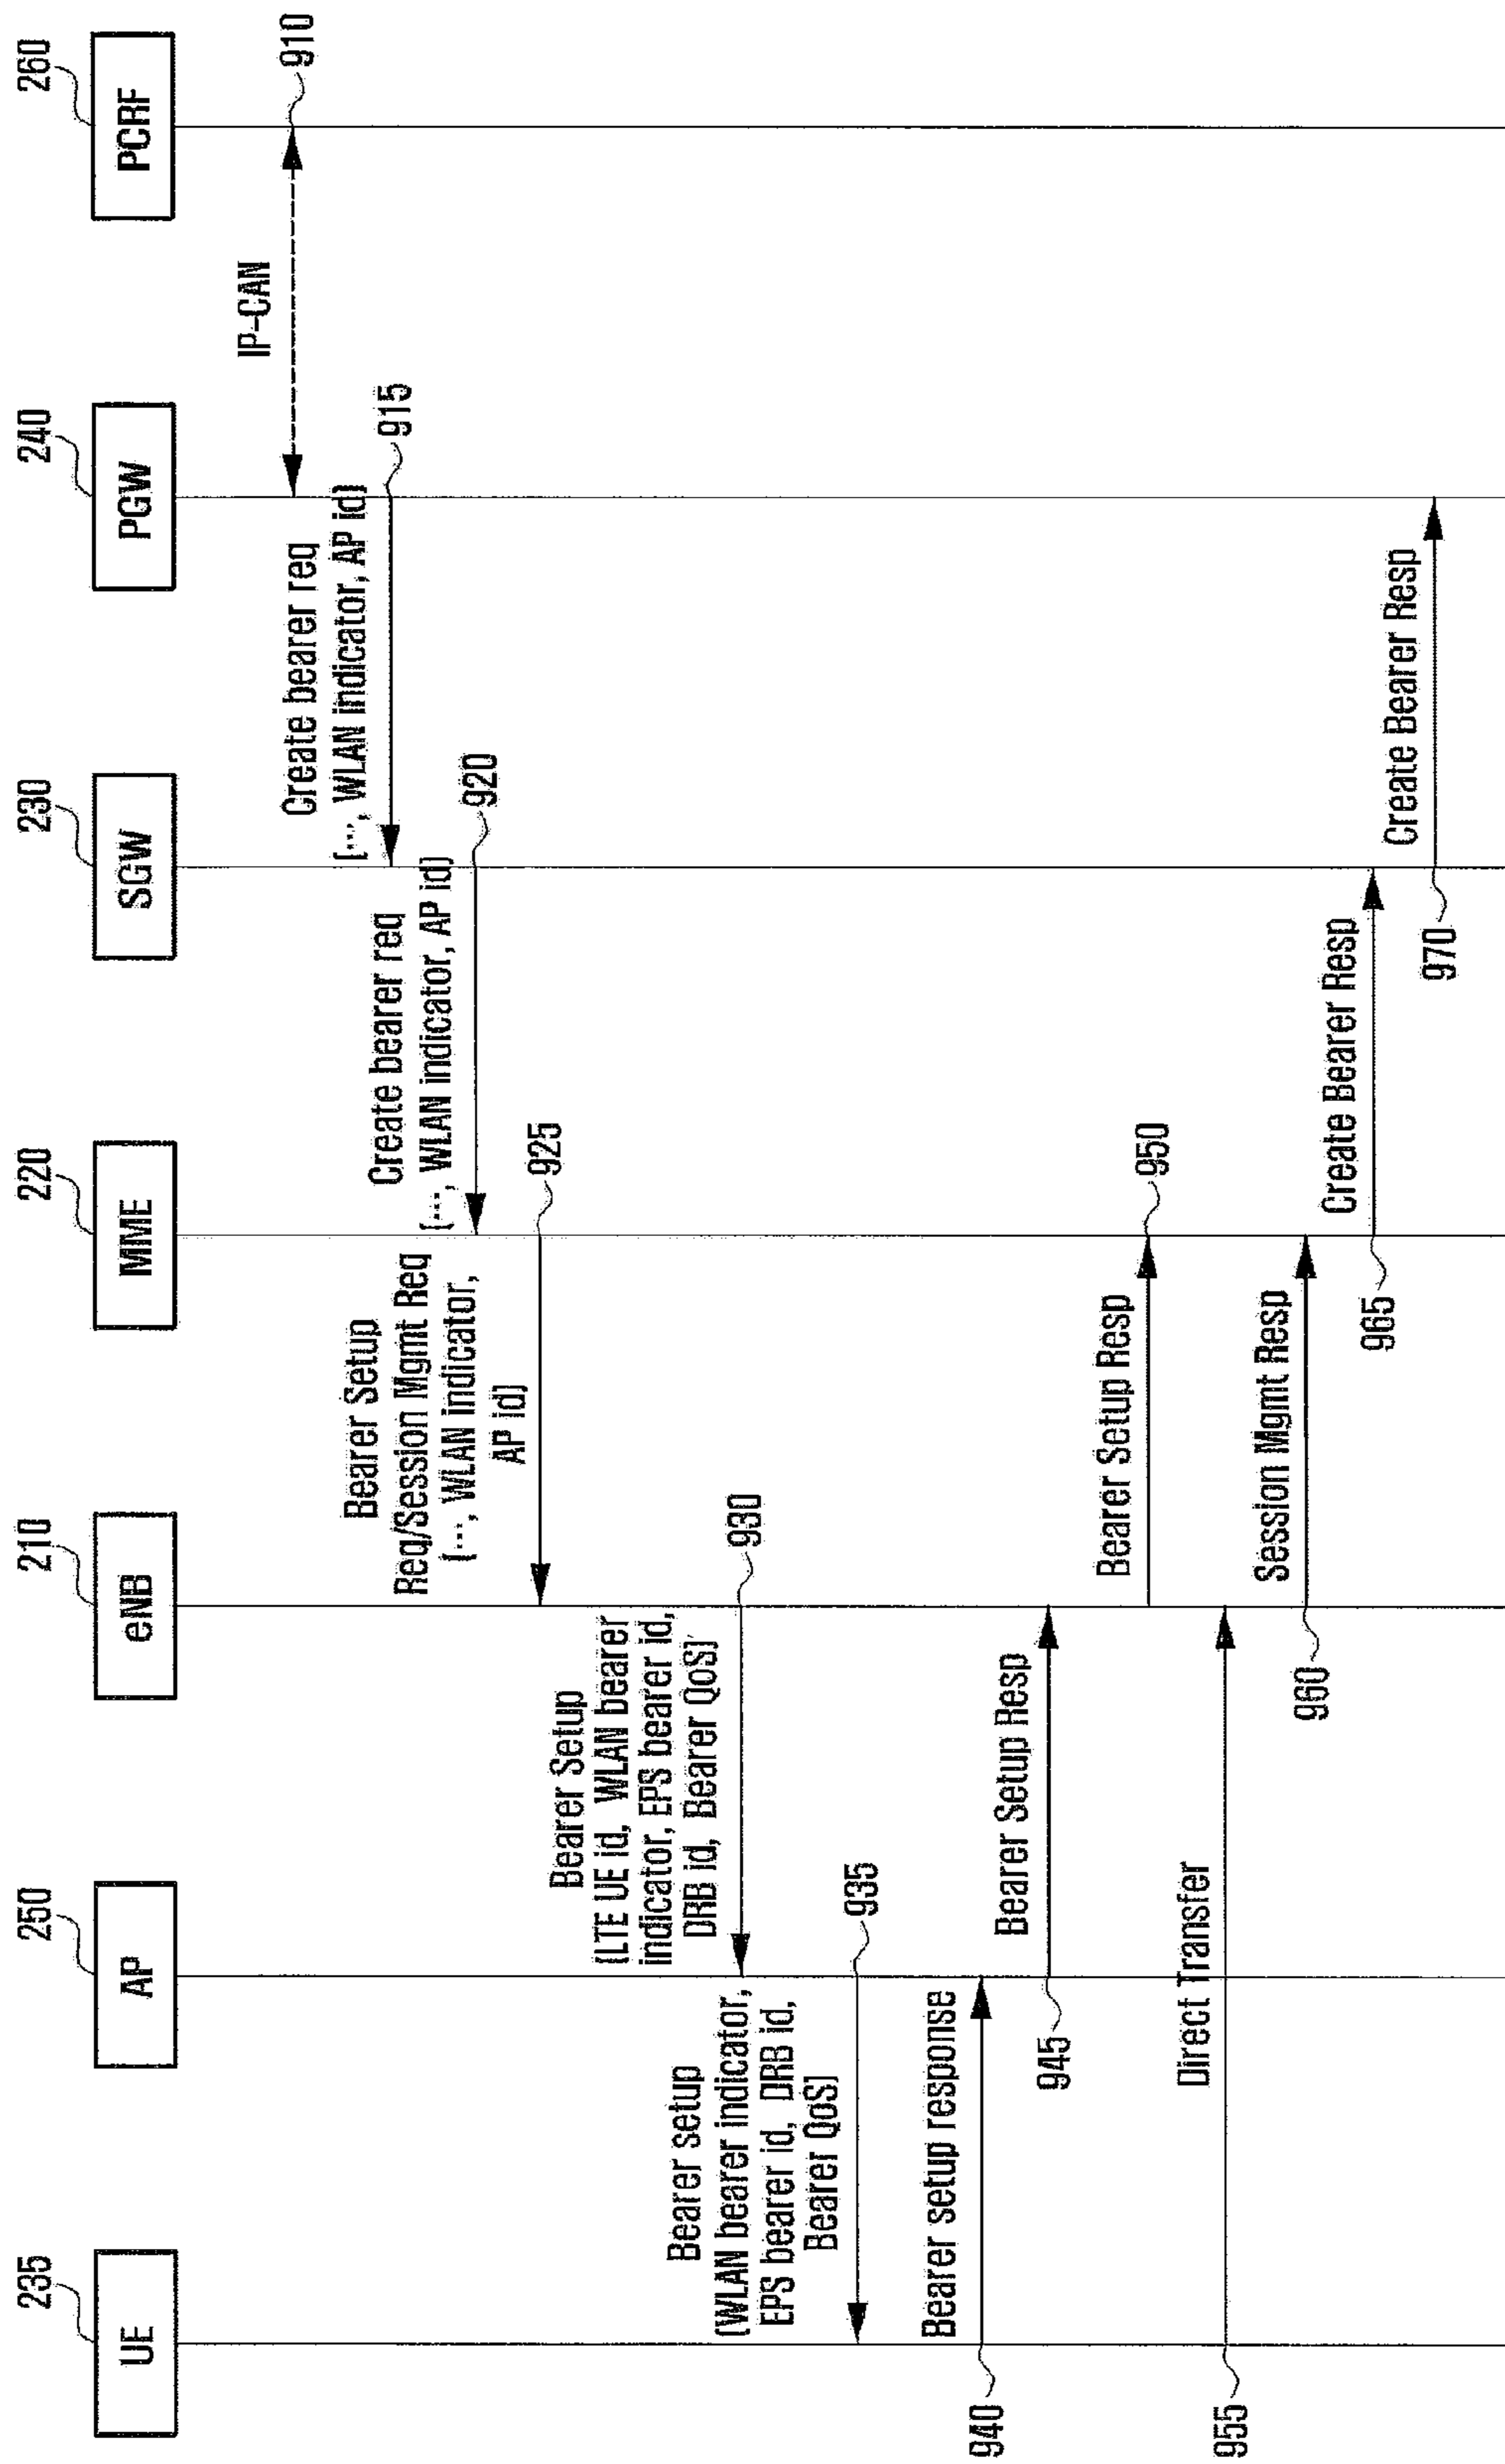 235
250
210
220
230
240
260
UE
AP
eNB
MME
SGW
PGW
PCRF
IP-CAN
910
Create bearer req
(…, WLAN indicator, AP id)
915
Create bearer req
(…, WLAN indicator, AP id)
920
Bearer Setup
Req/Session Mgmt Req
(…, WLAN indicator,
AP id)
925
Bearer Setup
(LTE UE id, WLAN bearer
indicator, EPS bearer id,
DRB id, Bearer QoS)
930
Bearer setup
(WLAN bearer indicator,
EPS bearer id, DRB id,
Bearer QoS)
935
Bearer setup response
940
Bearer Setup Resp
945
Bearer Setup Resp
950
Direct Transfer
955
Session Mgmt Resp
960
Create Bearer Resp
965
Create Bearer Resp
970